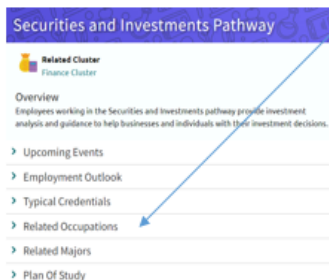 Securities and Investments Pathway
Related Cluster
Finance Cluster
Overview
Employees working in the Securities and Investments pathway provide investment
analysis and guidance to help businesses and individuals with their investment decisions.
Upcoming Events
Employment Outlook
Typical Credentials
Related Occupations
Related Majors
Plan Of Study